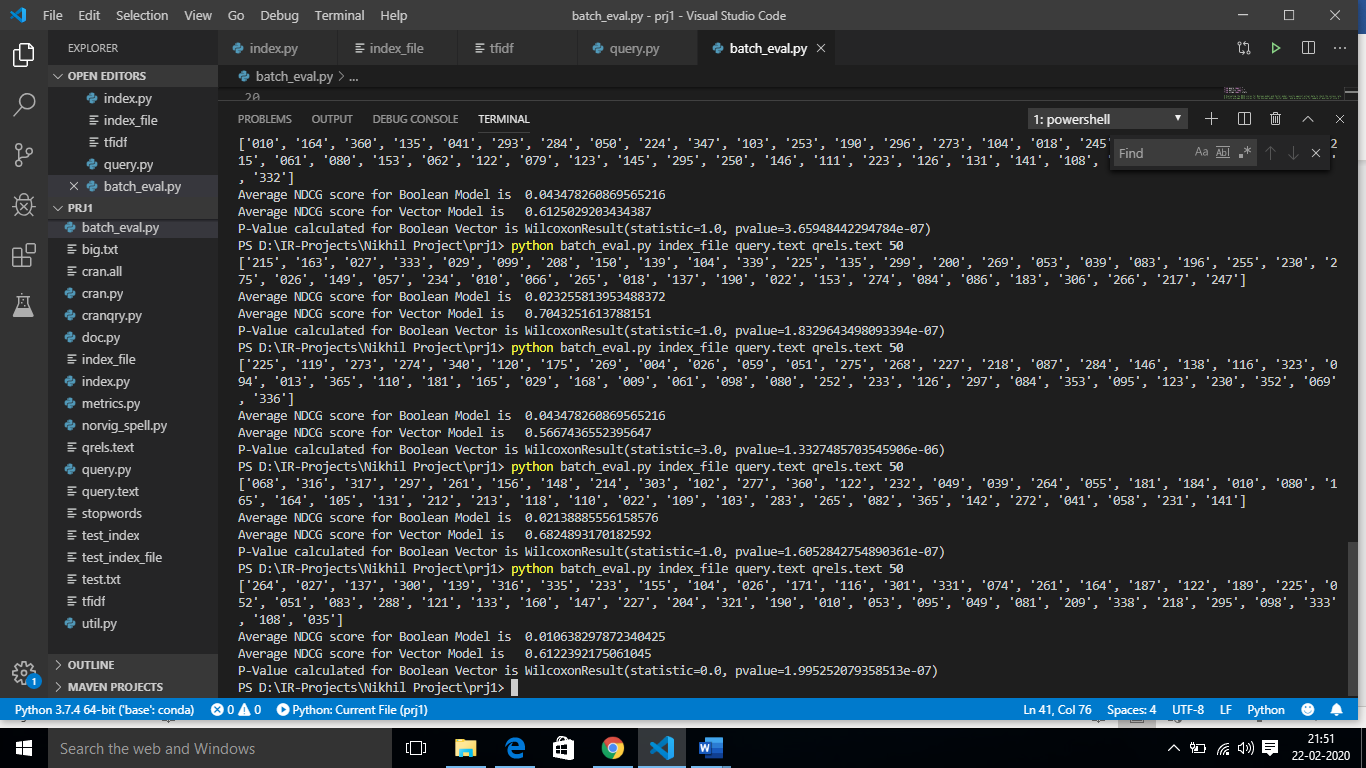 File Edit Selection View Go Debug Terminal Help
batch_eval.py - prj1 - Visual Studio Code
EXPLORER
OPEN EDITORS
index.py
index_file
tfidf
query.py
batch_eval.py
PRJ1
batch_eval.py
big.txt
cran.all
cran.py
cranqry.py
doc.py
index_file
index.py
metrics.py
norvig_spell.py
qrels.text
query.py
query.text
stopwords
test_index
test_index_file
test.txt
tfidf
util.py
OUTLINE
MAVEN PROJECTS
index.py index_file tfidf query.py batch_eval.py
batch_eval.py > ...
20
PROBLEMS OUTPUT DEBUG CONSOLE TERMINAL
1: powershell
Find Aa Abl .*
['010', '164', '360', '135', '041', '293', '284', '050', '224', '347', '103', '253', '190', '296', '273', '104', '018', '245 2
15', '061', '080', '153', '062', '122', '079', '123', '145', '295', '250', '146', '111', '223', '126', '131', '141', '108',
, '332']
Average NDCG score for Boolean Model is 0.043478260869565216
Average NDCG score for Vector Model is 0.6125029203434387
P-Value calculated for Boolean Vector is WilcoxonResult(statistic=1.0, pvalue=3.65948442294784e-07)
PS D:\IR-Projects\Nikhil Project\prj1> python batch_eval.py index_file query.text qrels.text 50
['215', '163', '027', '333', '029', '099', '208', '150', '139', '104', '339', '225', '135', '299', '200', '269', '053', '039', '083', '196', '255', '230', '2
75', '026', '149', '057', '234', '010', '066', '265', '018', '137', '190', '022', '153', '274', '084', '086', '183', '306', '266', '217', '247']
Average NDCG score for Boolean Model is 0.023255813953488372
Average NDCG score for Vector Model is 0.7043251613788151
P-Value calculated for Boolean Vector is WilcoxonResult(statistic=1.0, pvalue=1.8329643498093394e-07)
PS D:\IR-Projects\Nikhil Project\prj1> python batch_eval.py index_file query.text qrels.text 50
['225', '119', '273', '274', '340', '120', '175', '269', '004', '026', '059', '051', '275', '268', '227', '218', '087', '284', '146', '138', '116', '323', '0
94', '013', '365', '110', '181', '165', '029', '168', '009', '061', '098', '080', '252', '233', '126', '297', '084', '353', '095', '123', '230', '352', '069'
, '336']
Average NDCG score for Boolean Model is 0.043478260869565216
Average NDCG score for Vector Model is 0.5667436552395647
P-Value calculated for Boolean Vector is WilcoxonResult(statistic=3.0, pvalue=1.3327485703545906e-06)
PS D:\IR-Projects\Nikhil Project\prj1> python batch_eval.py index_file query.text qrels.text 50
['068', '316', '317', '297', '261', '156', '148', '214', '303', '102', '277', '360', '122', '232', '049', '039', '264', '055', '181', '184', '010', '080', '1
65', '164', '105', '131', '212', '213', '118', '110', '022', '109', '103', '283', '265', '082', '365', '142', '272', '041', '058', '231', '141']
Average NDCG score for Boolean Model is 0.02138885556158576
Average NDCG score for Vector Model is 0.6824893170182592
P-Value calculated for Boolean Vector is WilcoxonResult(statistic=1.0, pvalue=1.6052842754890361e-07)
PS D:\IR-Projects\Nikhil Project\prj1> python batch_eval.py index_file query.text qrels.text 50
['264', '027', '137', '300', '139', '316', '335', '233', '155', '104', '026', '171', '116', '301', '331', '074', '261', '164', '187', '122', '189', '225', '0
52', '051', '083', '288', '121', '133', '160', '147', '227', '204', '321', '190', '010', '053', '095', '049', '081', '209', '338', '218', '295', '098', '333'
, '108', '035']
Average NDCG score for Boolean Model is 0.010638297872340425
Average NDCG score for Vector Model is 0.6122392175061045
P-Value calculated for Boolean Vector is WilcoxonResult(statistic=0.0, pvalue=1.995252079358513e-07)
PS D:\IR-Projects\Nikhil Project\prj1>
1
Python 3.7.4 64-bit ('base': conda) 0 0 Python: Current File (prj1) Ln 41, Col 76 Spaces: 4 UTF-8 LF Python
Search the web and Windows
21:51
22-02-2020